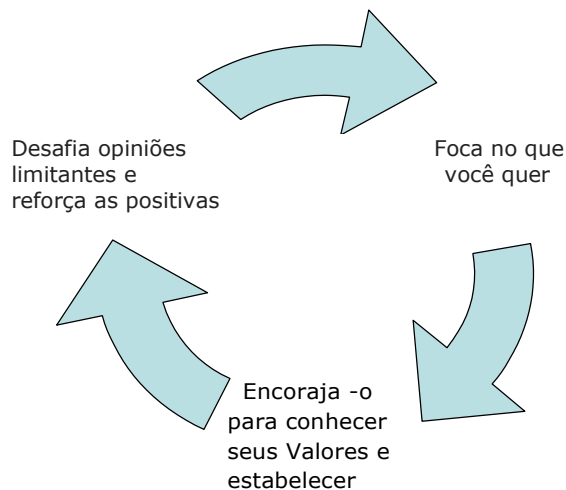 Desafia opiniões
limitantes e
reforça as positivas
Foca no que
você quer
Encoraja -o
para conhecer
seus Valores e
estabelecer